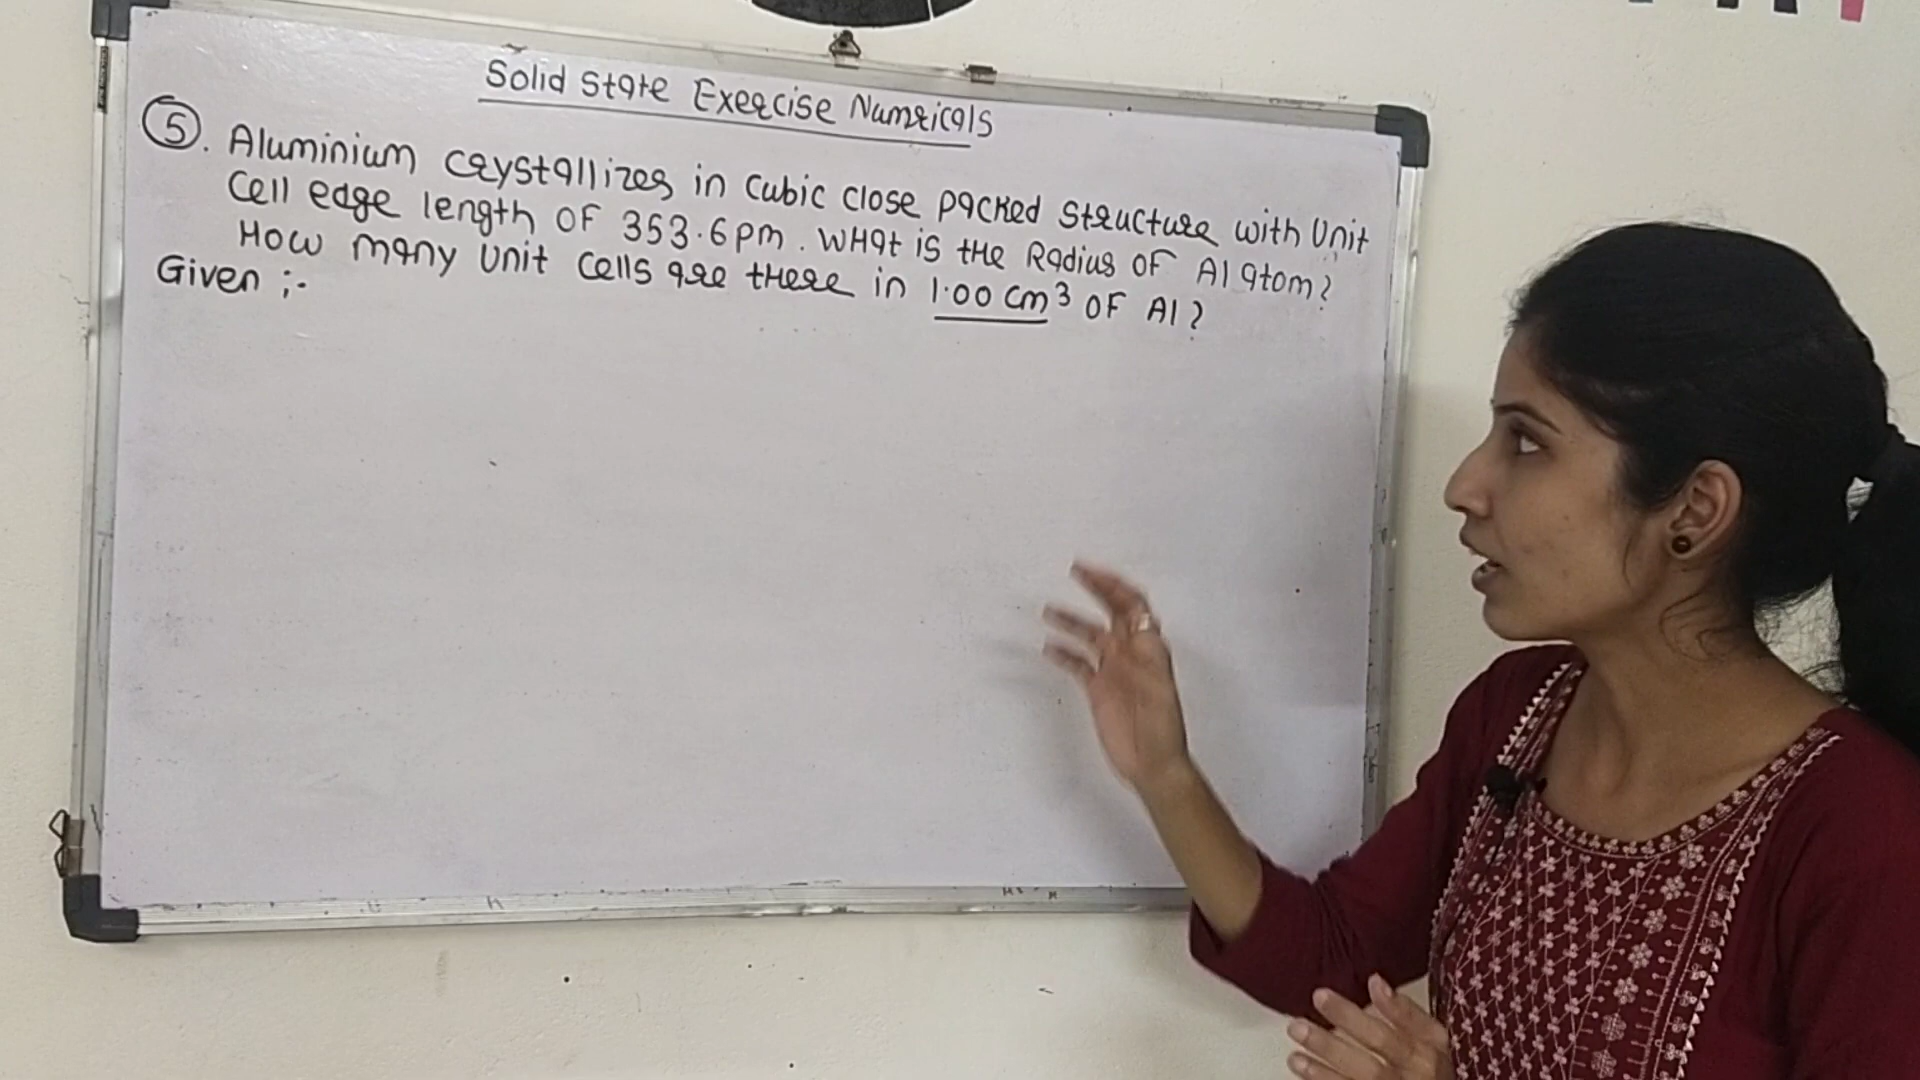 Solid State Exercise Numericals
5. Aluminium crystallizes in cubic close packed structure with Unit
Cell edge length OF 353.6 pm. WHat is tHe Radius OF Al atom?
How many Unit Cells are tHere in 1.00 cm³ OF Al?
Given ;-